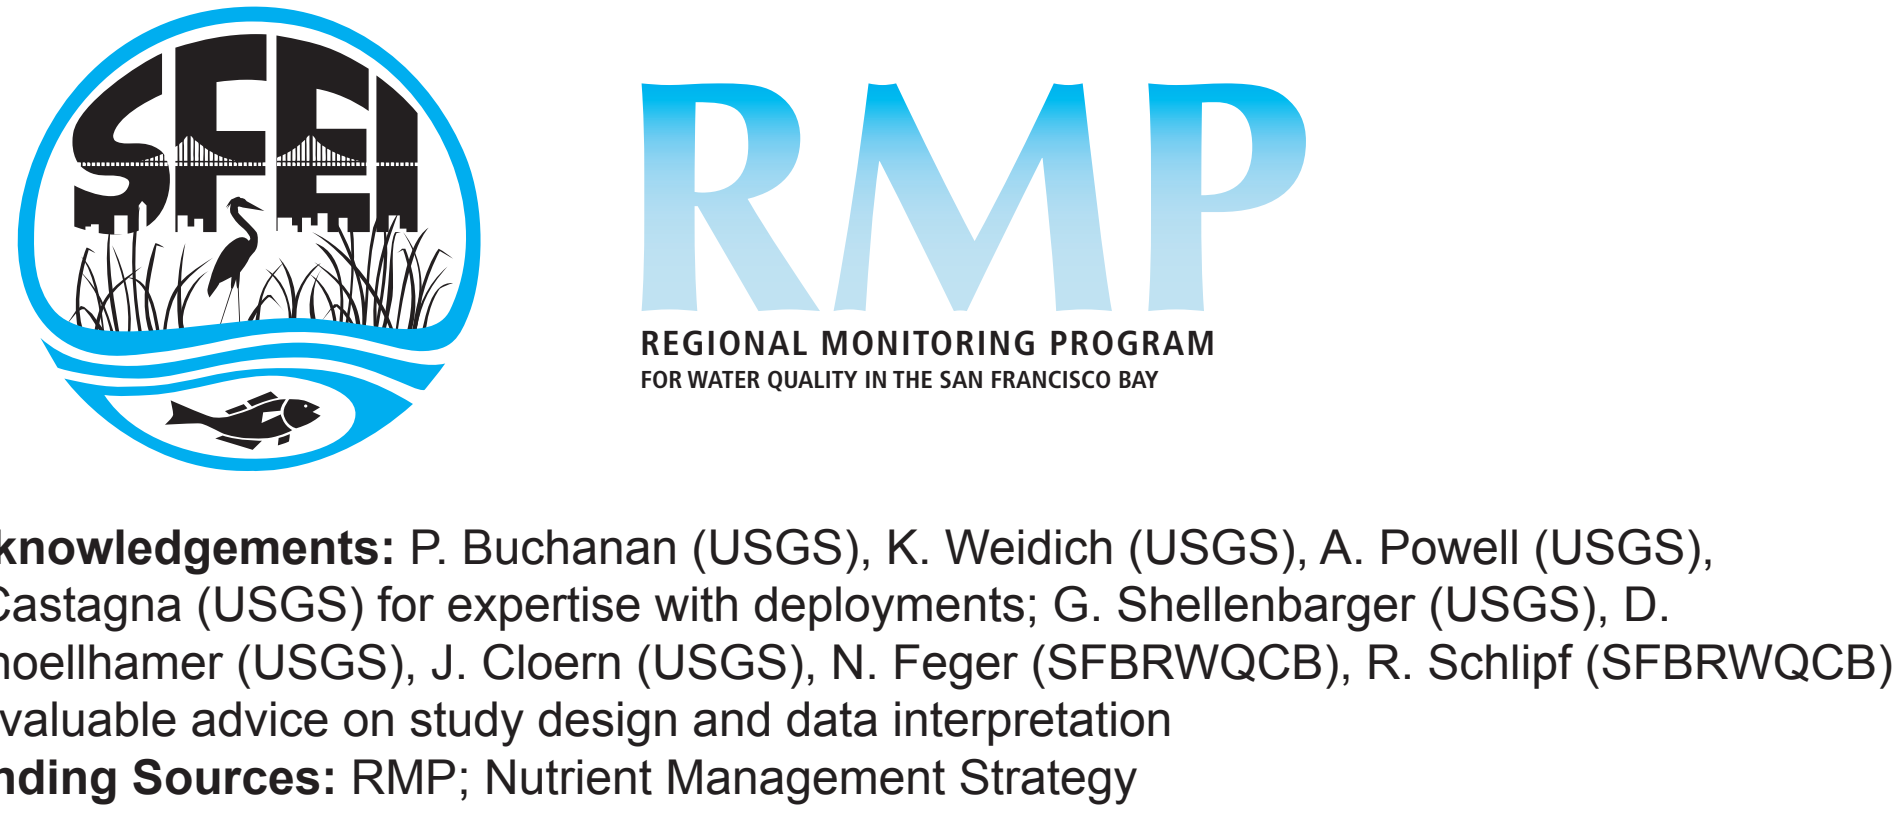 SFEI
RMP
REGIONAL MONITORING PROGRAM
FOR WATER QUALITY IN THE SAN FRANCISCO BAY
knowledgements: P. Buchanan (USGS), K. Weidich (USGS), A. Powell (USGS),
Castagna (USGS) for expertise with deployments; G. Shellenbarger (USGS), D.
hoellhamer (USGS), J. Cloern (USGS), N. Feger (SFBRWQCB), R. Schlipf (SFBRWQCB)
valuable advice on study design and data interpretation
nding Sources: RMP; Nutrient Management Strategy